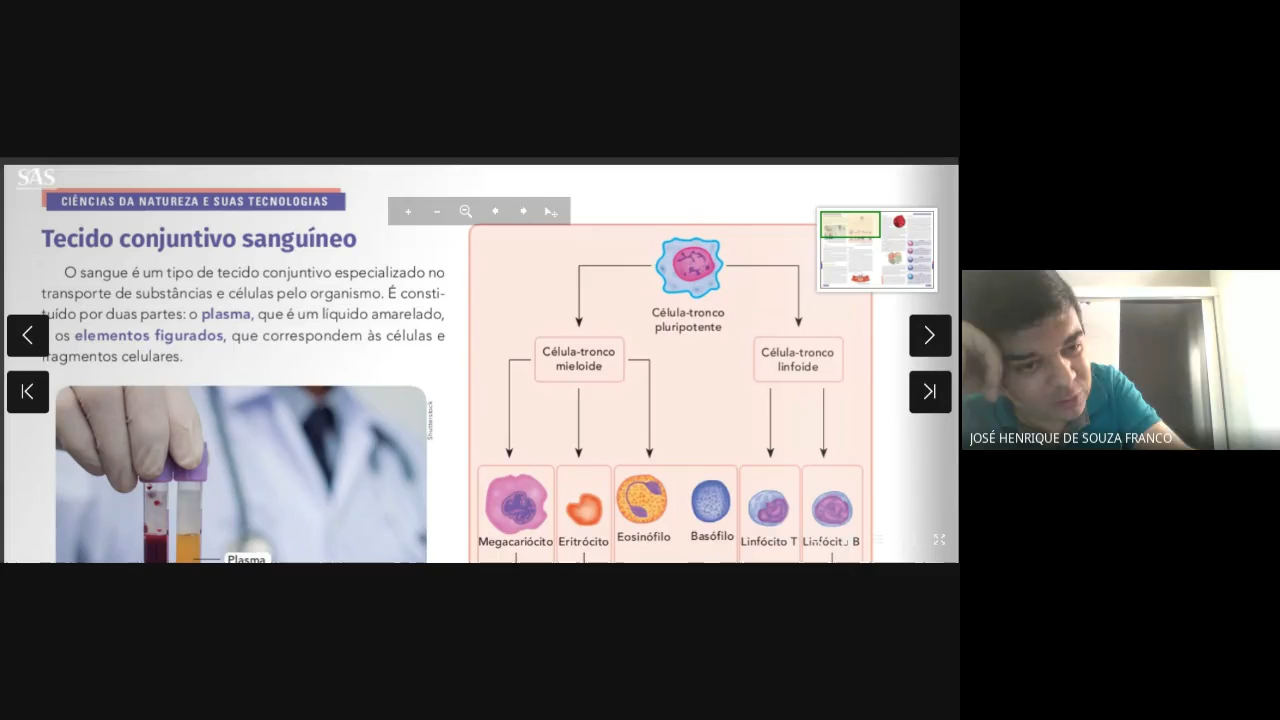 SAS
CIÊNCIAS DA NATUREZA E SUAS TECNOLOGIAS
Tecido conjuntivo sanguíneo
O sangue é um tipo de tecido conjuntivo especializado no
transporte de substâncias e células pelo organismo. É consti-
tuído por duas partes: o plasma, que é um líquido amarelado,
os elementos figurados, que correspondem às células e
fragmentos celulares.
Shutterstock
Plasma
Célula-tronco
pluripotente
Célula-tronco
mieloide
Célula-tronco
linfoide
Megacariócito
Eritrócito
Eosinófilo
Basófilo
Linfócito T
Linfócito B
JOSÉ HENRIQUE DE SOUZA FRANCO